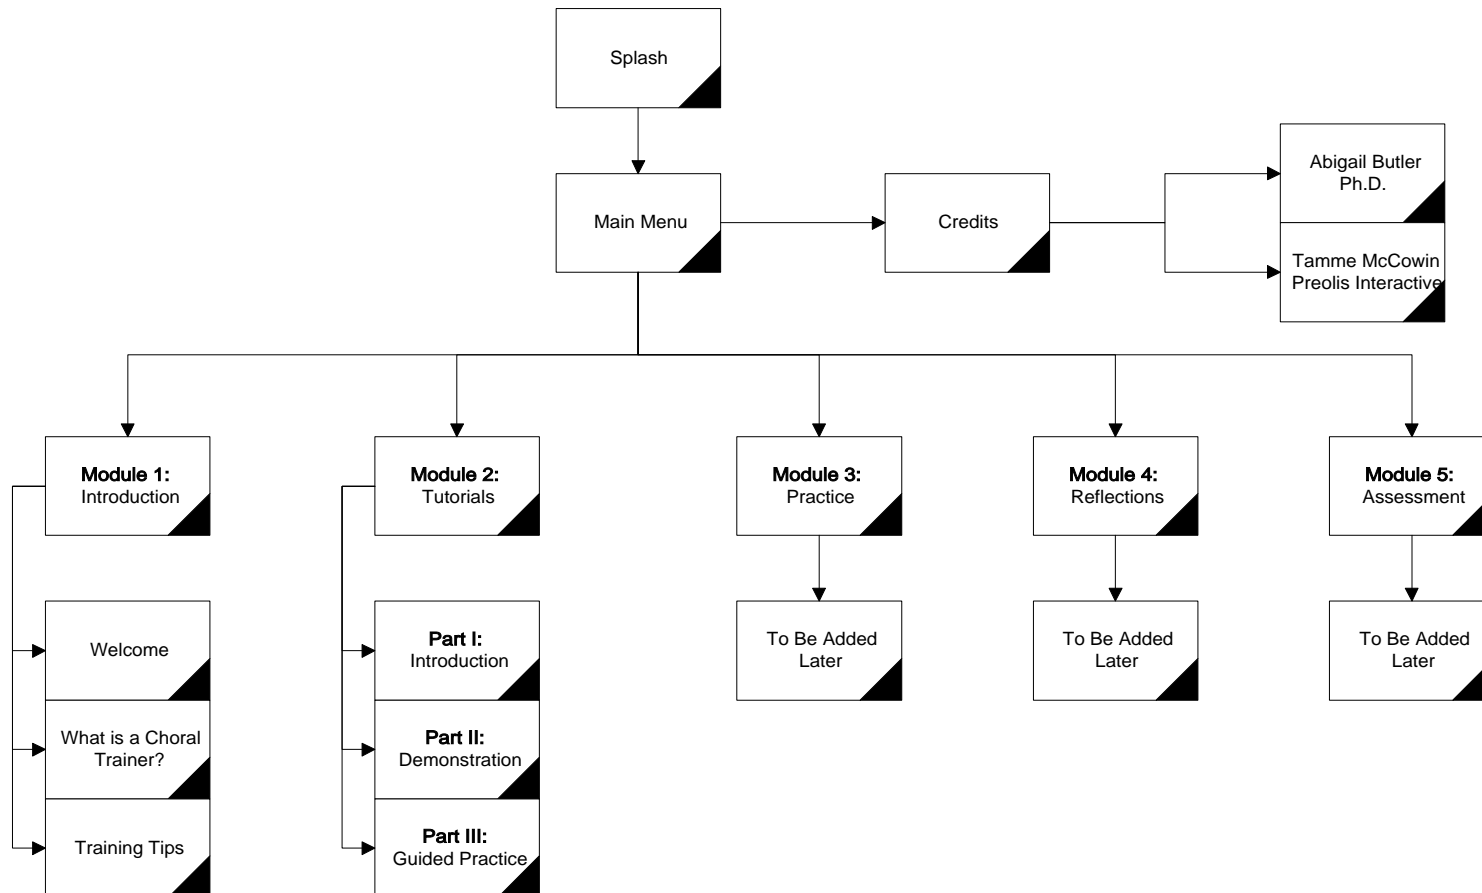 Splash
Abigail Butler
Ph.D.
Main Menu
Credits
Tamme McCowin
Preolis Interactive
Module 1:
Introduction
Module 2:
Tutorials
Module 3:
Practice
Module 4:
Reflections
Module 5:
Assessment
Welcome
What is a Choral
Trainer?
Training Tips
Part I:
Introduction
Part II:
Demonstration
Part III:
Guided Practice
To Be Added
Later
To Be Added
Later
To Be Added
Later